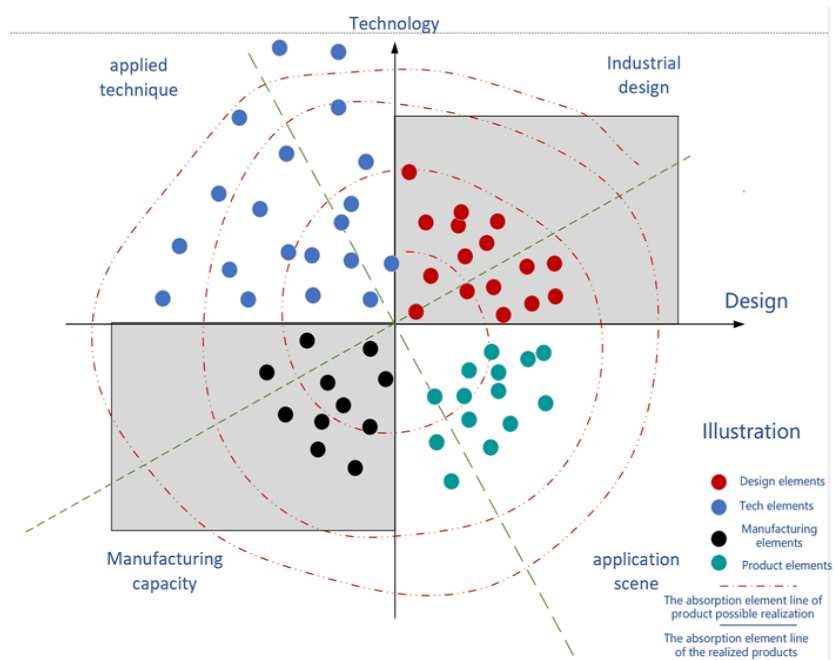 Technology
applied
technique
Industrial
design
Design
Illustration
Design elements
Tech elements
Manufacturing
elements
Product elements
Manufacturing
capacity
application
scene
The absorption element line of
product possible realization
The absorption element line
of the realized products